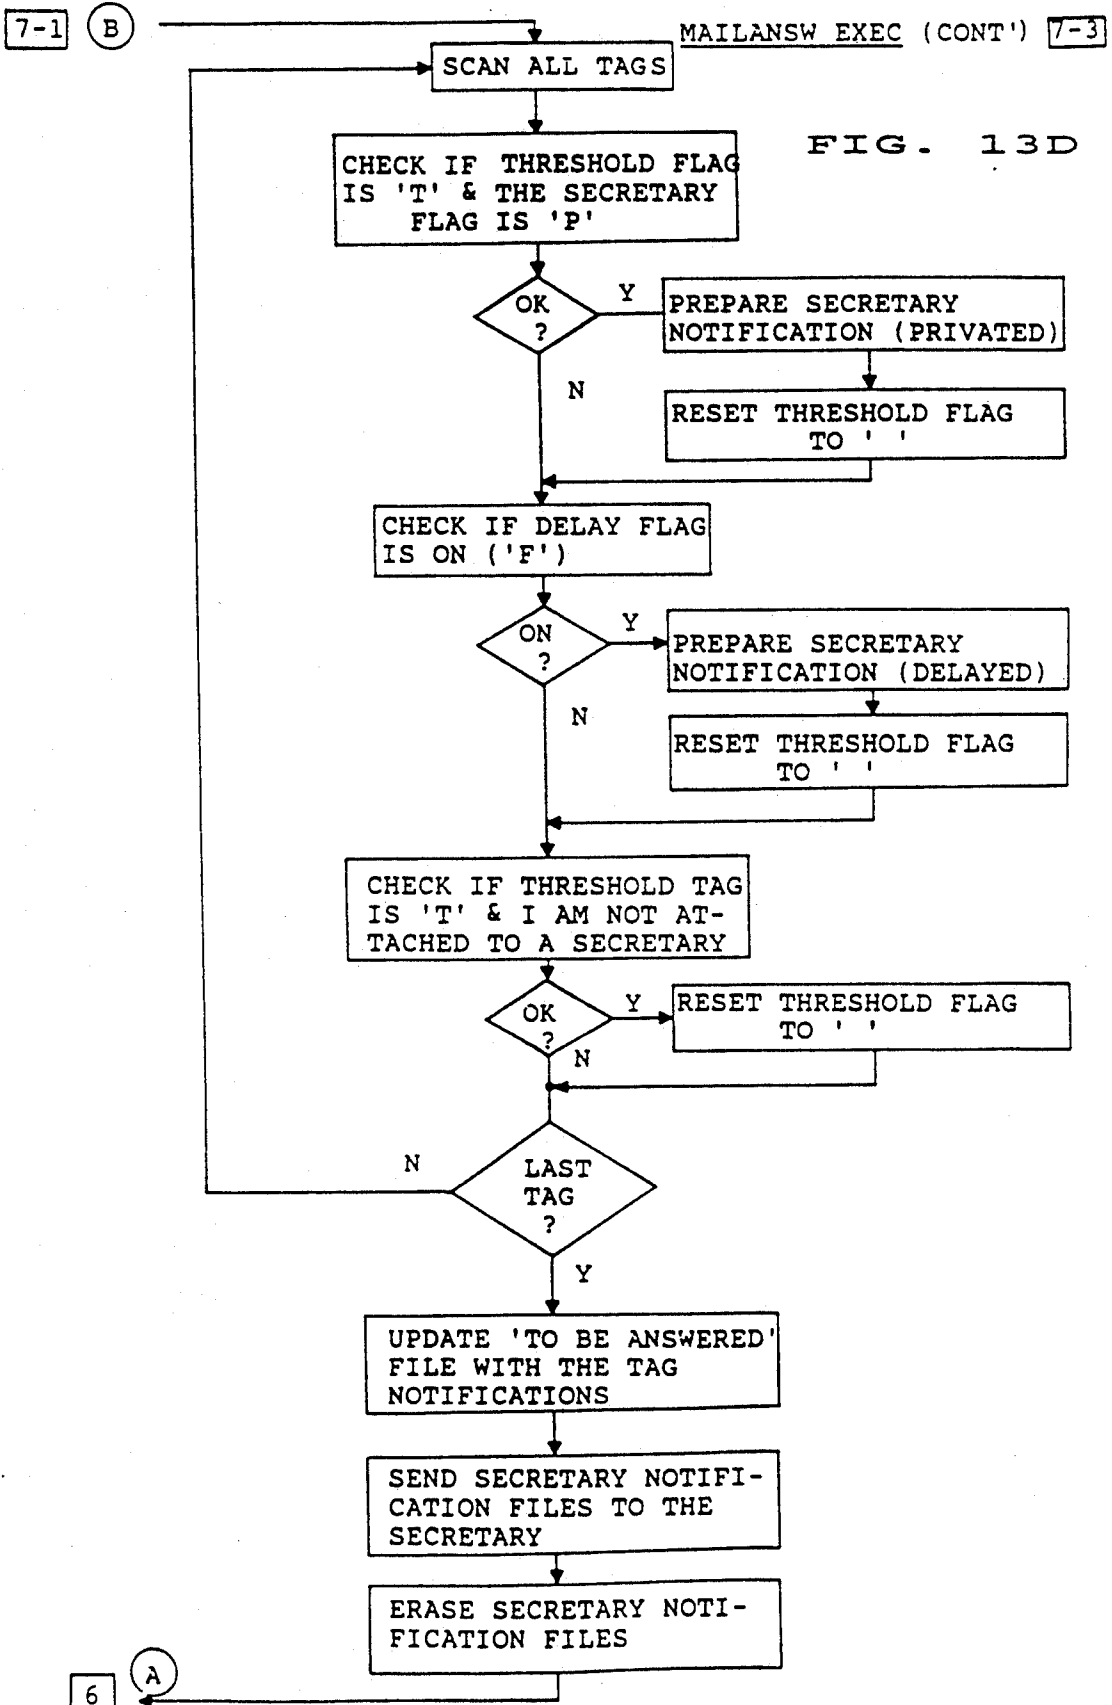 7-1 B
MAILANSW EXEC (CONT') 7-3
SCAN ALL TAGS
FIG. 13D
CHECK IF THRESHOLD FLAG
IS 'T' & THE SECRETARY
FLAG IS 'P'
OK
?
Y
PREPARE SECRETARY
NOTIFICATION (PRIVATED)
N
RESET THRESHOLD FLAG
TO ' '
CHECK IF DELAY FLAG
IS ON ('F')
ON
?
Y
PREPARE SECRETARY
NOTIFICATION (DELAYED)
N
RESET THRESHOLD FLAG
TO ' '
CHECK IF THRESHOLD TAG
IS 'T' & I AM NOT AT-
TACHED TO A SECRETARY
OK
?
Y
RESET THRESHOLD FLAG
TO ' '
N
N
LAST
TAG
?
Y
UPDATE 'TO BE ANSWERED'
FILE WITH THE TAG
NOTIFICATIONS
SEND SECRETARY NOTIFI-
CATION FILES TO THE
SECRETARY
ERASE SECRETARY NOTI-
FICATION FILES
6 A